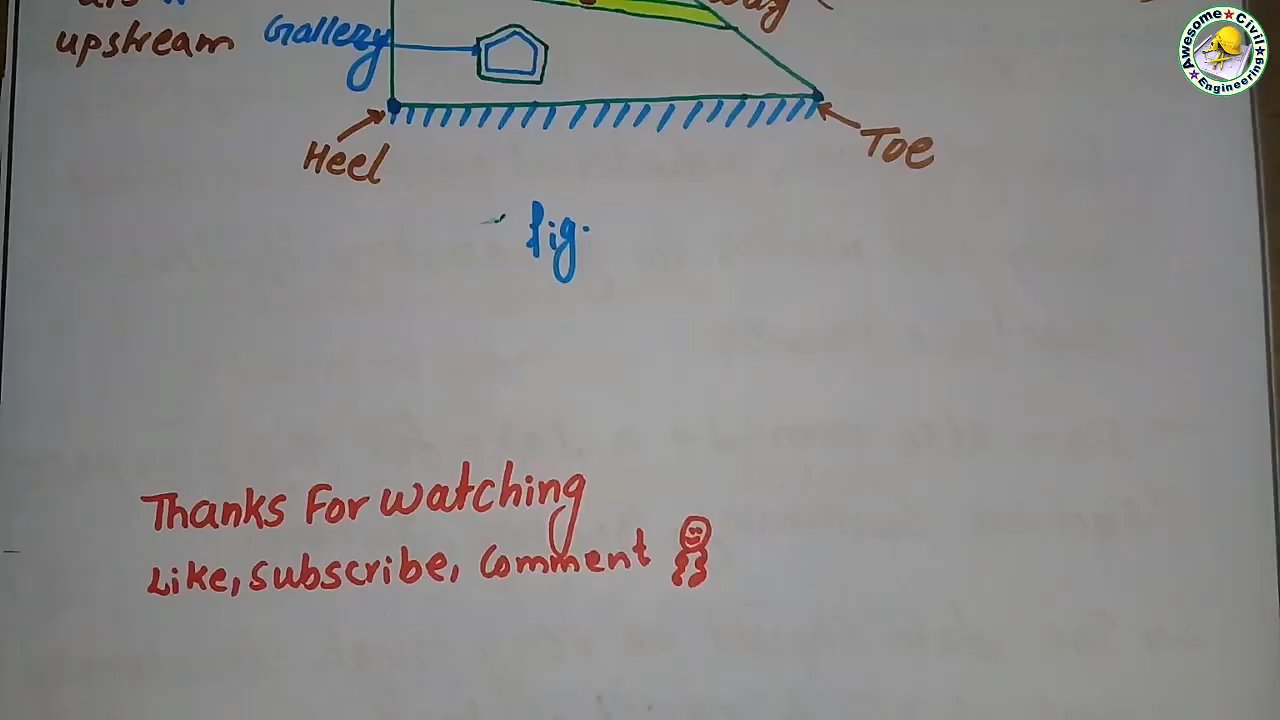 upstream
Gallery
Heel
Toe
fig.
Thanks For watching
Like, Subscribe, Comment
Awesome Civil
Engineering